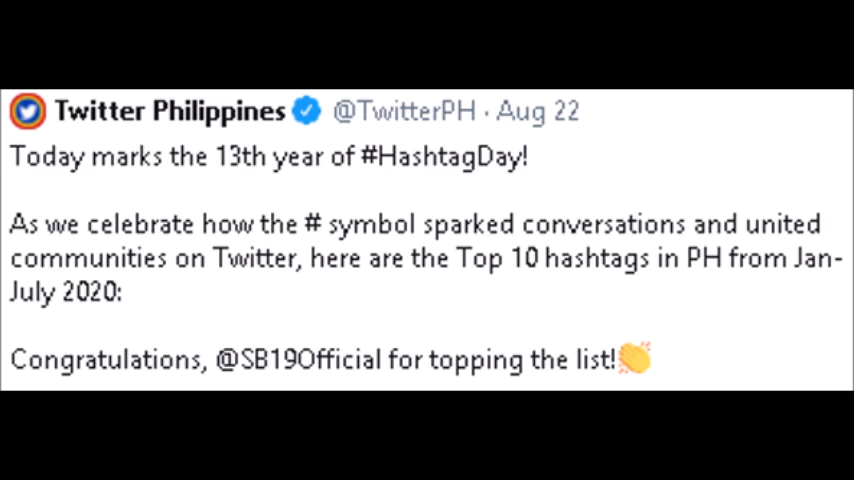 Twitter Philippines @TwitterPH · Aug 22
Today marks the 13th year of #HashtagDay!
As we celebrate how the # symbol sparked conversations and united
communities on Twitter, here are the Top 10 hashtags in PH from Jan-
July 2020:
Congratulations, @SB19Official for topping the list!👏